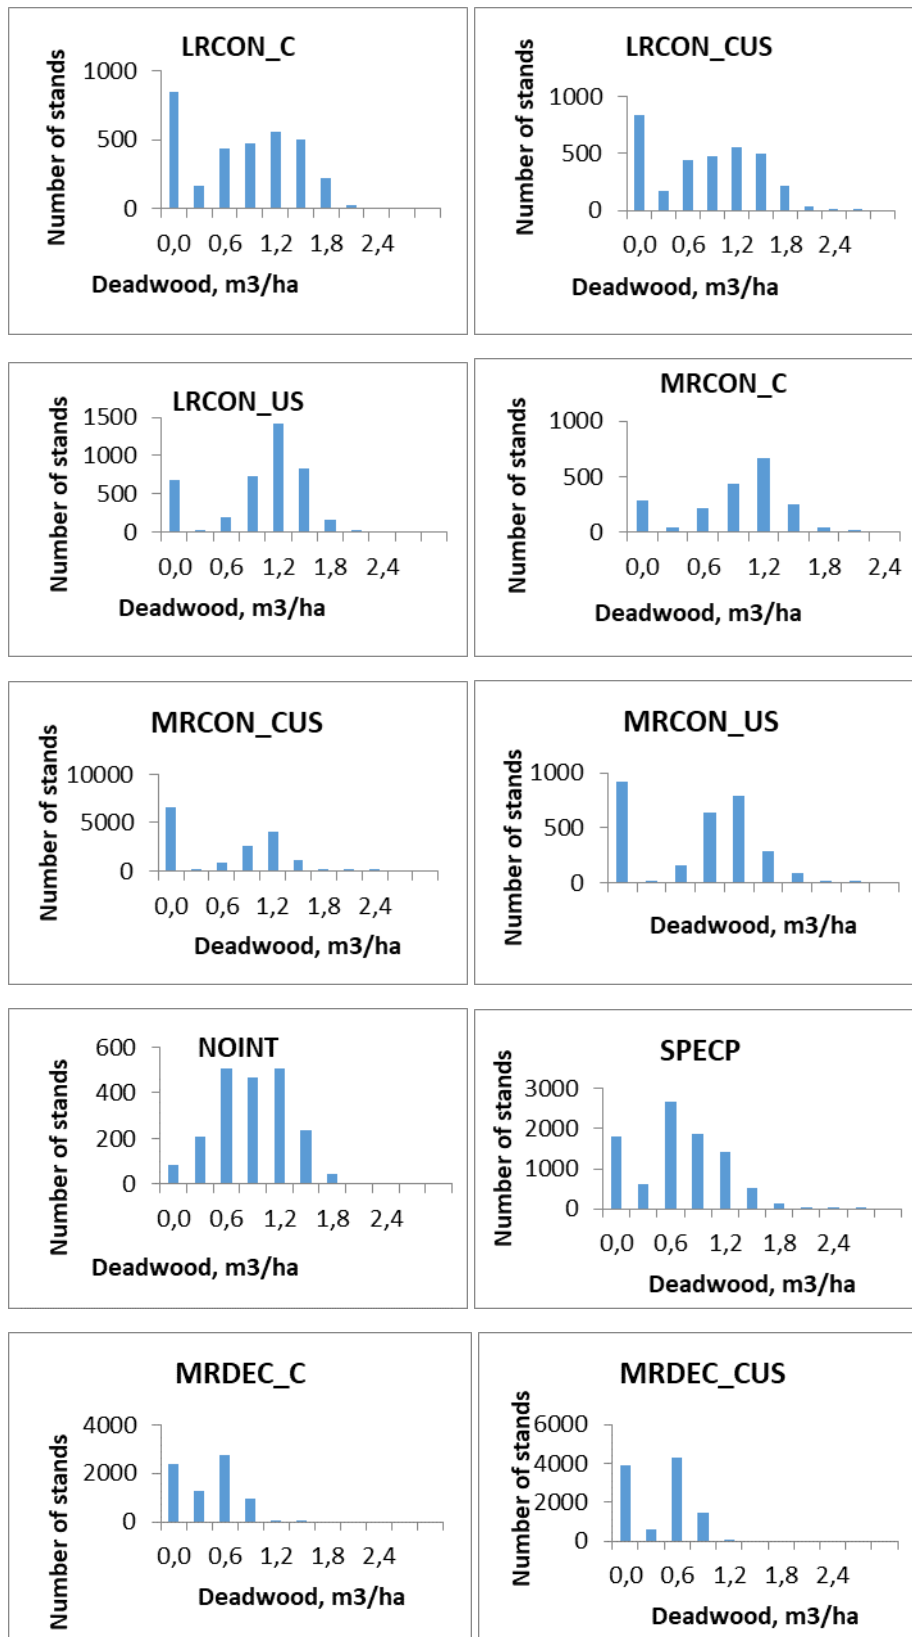 LRCON_C
Number of stands
1000
500
0
0,0 0,6 1,2 1,8 2,4
Deadwood, m3/ha
LRCON_CUS
Number of stands
1000
500
0
0,0 0,6 1,2 1,8 2,4
Deadwood, m3/ha
LRCON_US
Number of stands
1500
1000
500
0
0,0 0,6 1,2 1,8 2,4
Deadwood, m3/ha
MRCON_C
Number of stands
1000
500
0
0,0 0,6 1,2 1,8 2,4
Deadwood, m3/ha
MRCON_CUS
Number of stands
10000
5000
0
0,0 0,6 1,2 1,8 2,4
Deadwood, m3/ha
MRCON_US
Number of stands
1000
500
0
Deadwood, m3/ha
NOINT
Number of stands
600
400
200
0
0,0 0,6 1,2 1,8 2,4
Deadwood, m3/ha
SPECP
Number of stands
3000
2000
1000
0
0,0 0,6 1,2 1,8 2,4
Deadwood, m3/ha
MRDEC_C
Number of stands
4000
2000
0
0,0 0,6 1,2 1,8 2,4
Deadwood, m3/ha
MRDEC_CUS
Number of stands
6000
4000
2000
0
0,0 0,6 1,2 1,8 2,4
Deadwood, m3/ha